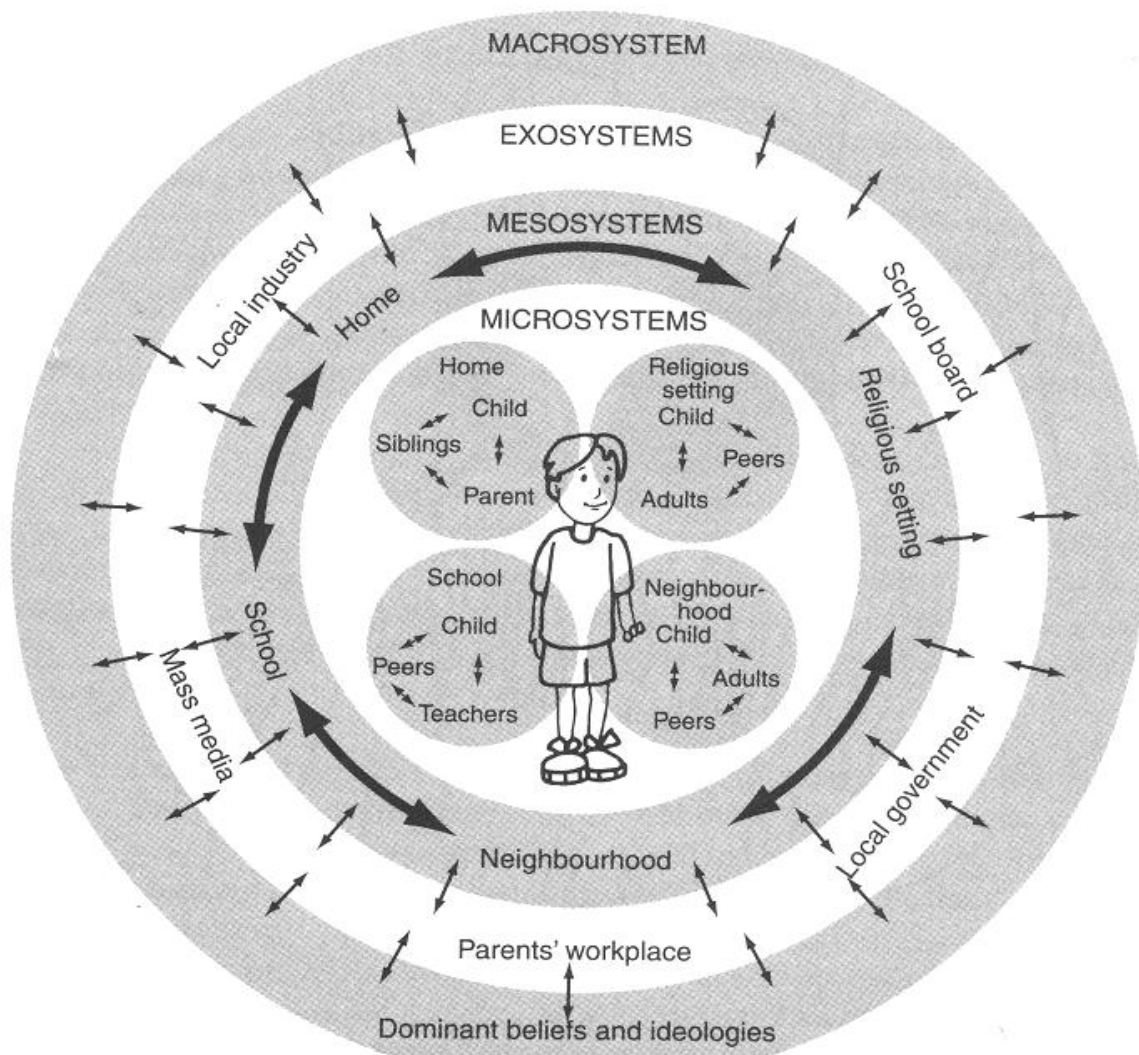 MACROSYSTEM
EXOSYSTEMS
MESOSYSTEMS
Local industry
Home
School board
Religious setting
MICROSYSTEMS
Home
Child
Siblings
Parent
Religious
setting
Child
Peers
Adults
School
Child
Peers
Teachers
Neighbour-
hood
Child
Adults
Peers
School
Mass media
Neighbourhood
Local government
Parents’ workplace
Dominant beliefs and ideologies